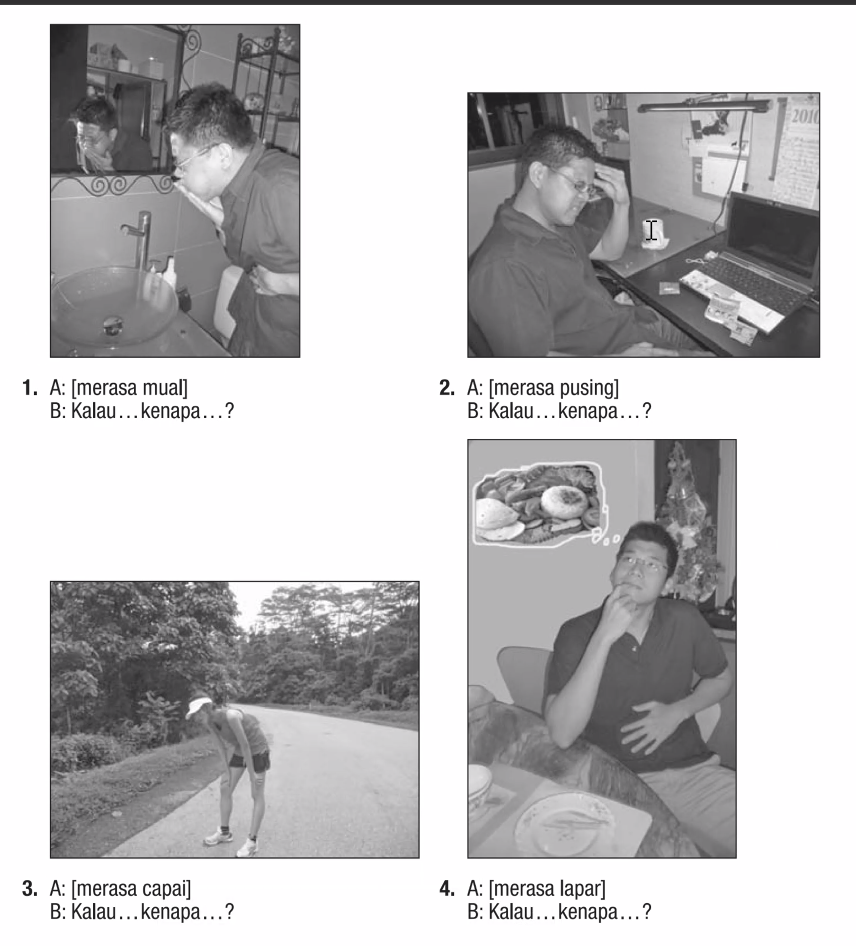 2010
1. A: [merasa mual]
B: Kalau...kenapa...?
2. A: [merasa pusing]
B: Kalau...kenapa...?
3. A: [merasa capai]
B: Kalau...kenapa...?
4. A: [merasa lapar]
B: Kalau...kenapa...?